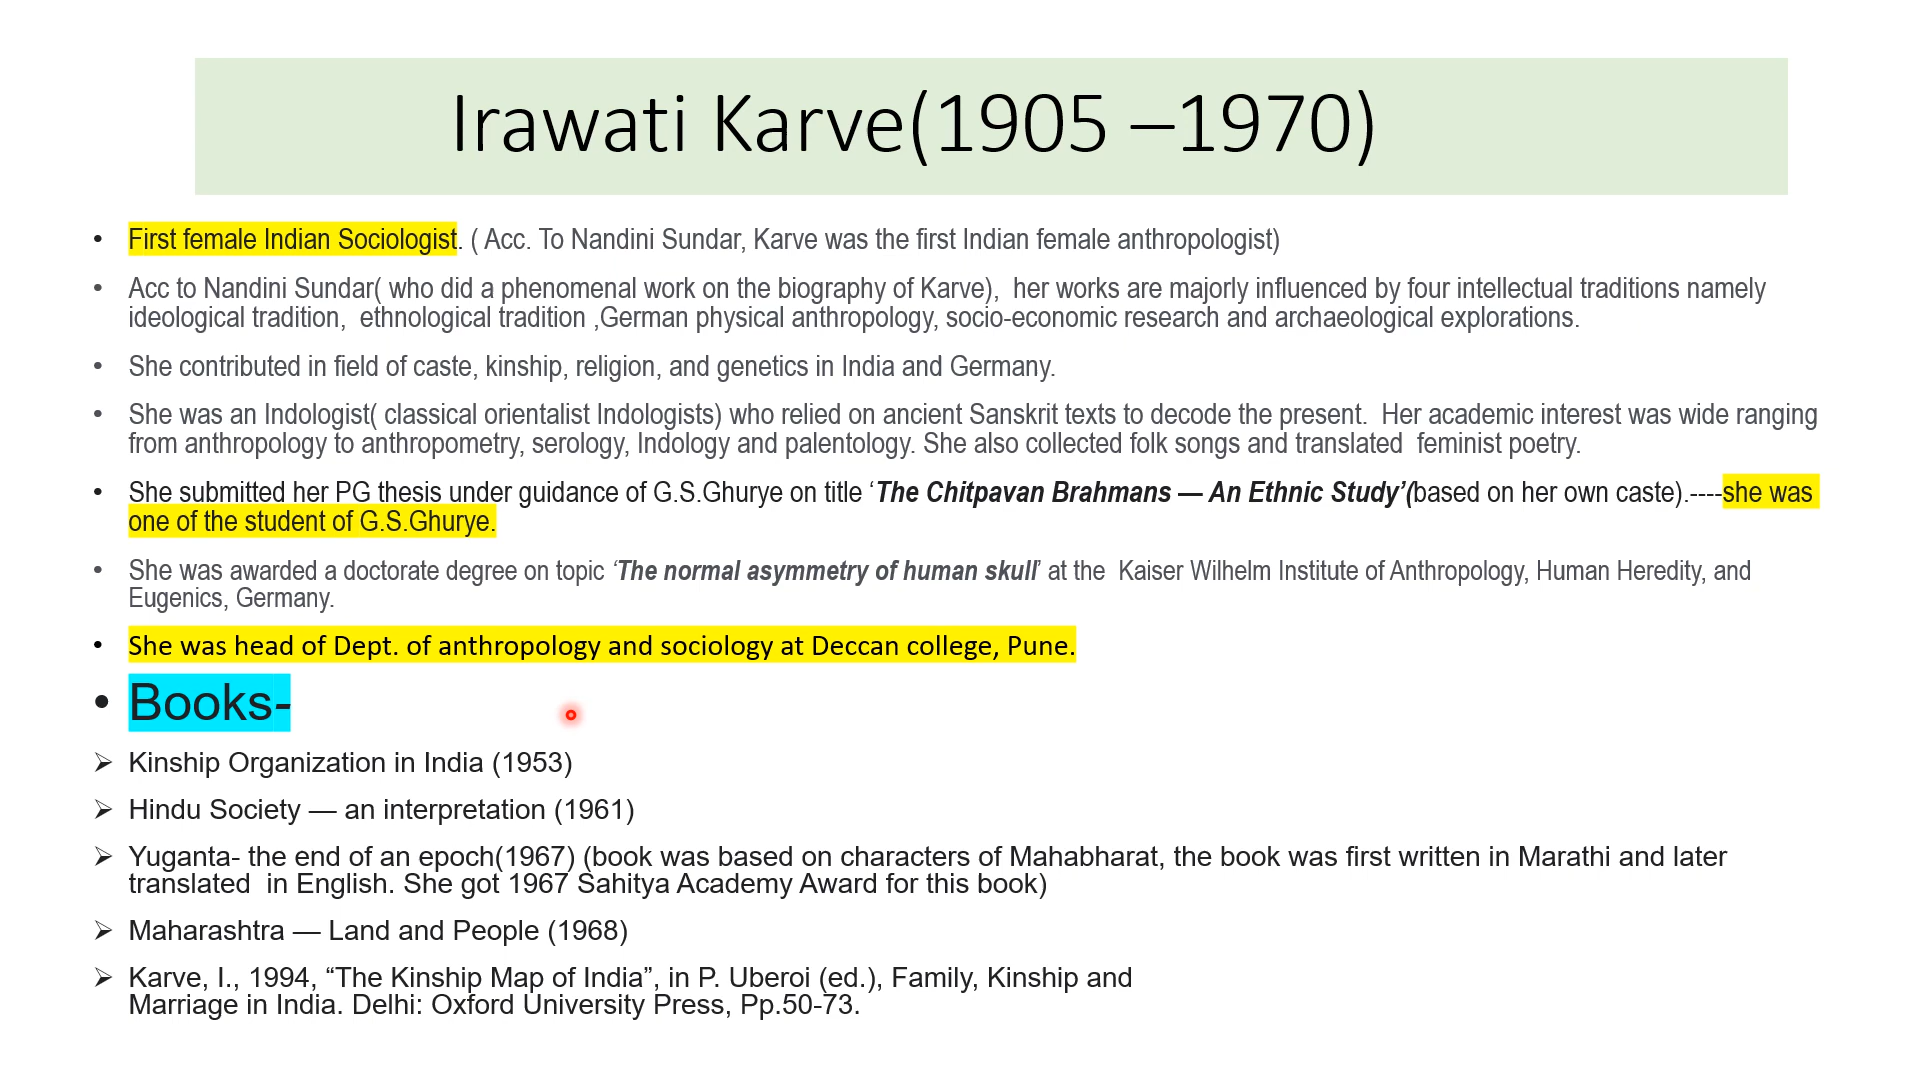 Irawati Karve(1905 –1970)
• First female Indian Sociologist. ( Acc. To Nandini Sundar, Karve was the first Indian female anthropologist)
• Acc to Nandini Sundar( who did a phenomenal work on the biography of Karve),  her works are majorly influenced by four intellectual traditions namely
ideological tradition,  ethnological tradition ,German physical anthropology, socio-economic research and archaeological explorations.
• She contributed in field of caste, kinship, religion, and genetics in India and Germany.
• She was an Indologist( classical orientalist Indologists) who relied on ancient Sanskrit texts to decode the present.  Her academic interest was wide ranging
from anthropology to anthropometry, serology, Indology and palentology. She also collected folk songs and translated  feminist poetry.
• She submitted her PG thesis under guidance of G.S.Ghurye on title ‘The Chitpavan Brahmans — An Ethnic Study’(based on her own caste).----she was
one of the student of G.S.Ghurye.
• She was awarded a doctorate degree on topic ‘The normal asymmetry of human skull’ at the  Kaiser Wilhelm Institute of Anthropology, Human Heredity, and
Eugenics, Germany.
• She was head of Dept. of anthropology and sociology at Deccan college, Pune.
• Books-
➢ Kinship Organization in India (1953)
➢ Hindu Society — an interpretation (1961)
➢ Yuganta- the end of an epoch(1967) (book was based on characters of Mahabharat, the book was first written in Marathi and later
translated  in English. She got 1967 Sahitya Academy Award for this book)
➢ Maharashtra — Land and People (1968)
➢ Karve, I., 1994, “The Kinship Map of India”, in P. Uberoi (ed.), Family, Kinship and
Marriage in India. Delhi: Oxford University Press, Pp.50-73.